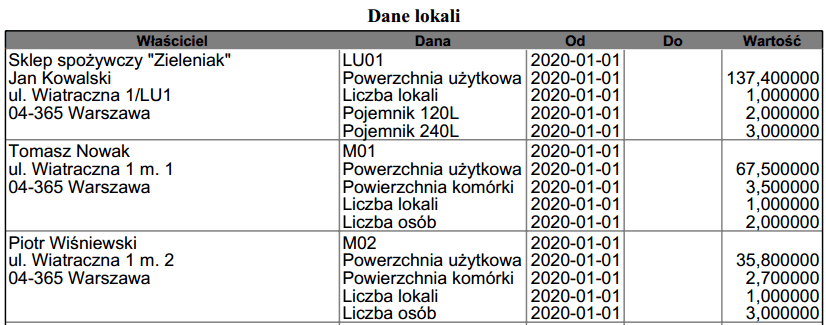 Dane lokali
Właściciel Dana Od Do Wartość
Sklep spożywczy "Zieleniak" LU01 2020-01-01
Jan Kowalski Powierzchnia użytkowa 2020-01-01 137,400000
ul. Wiatraczna 1/LU1 Liczba lokali 2020-01-01 1,000000
04-365 Warszawa Pojemnik 120L 2020-01-01 2,000000
Pojemnik 240L 2020-01-01 3,000000
Tomasz Nowak M01 2020-01-01
ul. Wiatraczna 1 m. 1 Powierzchnia użytkowa 2020-01-01 67,500000
04-365 Warszawa Powierzchnia komórki 2020-01-01 3,500000
Liczba lokali 2020-01-01 1,000000
Liczba osób 2020-01-01 2,000000
Piotr Wiśniewski M02 2020-01-01
ul. Wiatraczna 1 m. 2 Powierzchnia użytkowa 2020-01-01 35,800000
04-365 Warszawa Powierzchnia komórki 2020-01-01 2,700000
Liczba lokali 2020-01-01 1,000000
Liczba osób 2020-01-01 3,000000